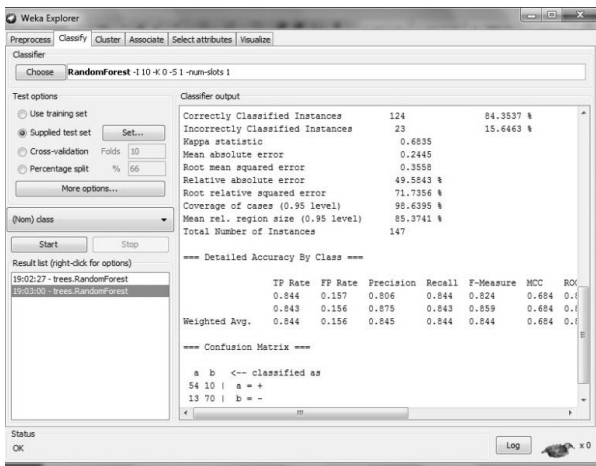 Weka Explorer
Preprocess Classify Cluster Associate Select attributes Visualize
Classifier
Choose RandomForest -I 10 -K 0 -S 1 -num-slots 1
Test options
Use training set
Supplied test set Set...
Cross-validation Folds 10
Percentage split % 66
More options...
(Nom) class
Start Stop
Result list (right-click for options)
19:02:27 - trees.RandomForest
19:03:00 - trees.RandomForest
Classifier output
Correctly Classified Instances 124 84.3537 %
Incorrectly Classified Instances 23 15.6463 %
Kappa statistic 0.6835
Mean absolute error 0.2445
Root mean squared error 0.3558
Relative absolute error 49.5843 %
Root relative squared error 71.7356 %
Coverage of cases (0.95 level) 98.6395 %
Mean rel. region size (0.95 level) 85.3741 %
Total Number of Instances 147
=== Detailed Accuracy By Class ===
TP Rate FP Rate Precision Recall F-Measure MCC ROC
0.844 0.157 0.806 0.844 0.824 0.684
0.843 0.156 0.875 0.843 0.859 0.684
Weighted Avg. 0.844 0.156 0.845 0.844 0.844 0.684
=== Confusion Matrix ===
a b <-- classified as
54 10 | a = +
13 70 | b = -
Status
OK
Log
x 0